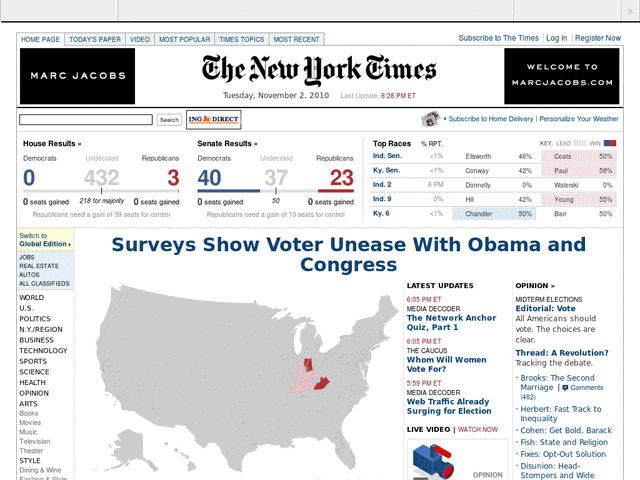 HOME PAGE TODAY'S PAPER VIDEO MOST POPULAR TIMES TOPICS MOST RECENT
Subscribe to The Times Log In Register Now
MARC JACOBS
The New York Times
WELCOME TO
MARCJACOBS.COM
Tuesday, November 2, 2010 Last Update: 6:28 PM ET
Search
ING DIRECT
Subscribe to Home Delivery | Personalize Your Weather
House Results »
Democrats Undecided Republicans
0 432 3
0 seats gained 218 for majority 0 seats gained
Republicans need a gain of 39 seats for control
Senate Results »
Democrats Undecided Republicans
40 37 23
0 seats gained 50 0 seats gained
Republicans need a gain of 10 seats for control
Top Races % RPT. KEY: LEAD WIN
Ind. Sen. <1% Ellsworth 46% Coats 50%
Ky. Sen. <1% Conway 42% Paul 58%
Ind. 2 6 PM Donnelly 0% Walorski 0%
Ind. 9 0% Hill 42% Young 55%
Ky. 6 <1% Chandler 50% Barr 50%
Switch to
Global Edition
JOBS
REAL ESTATE
AUTOS
ALL CLASSIFIEDS
WORLD
U.S.
POLITICS
N.Y./REGION
BUSINESS
TECHNOLOGY
SPORTS
SCIENCE
HEALTH
OPINION
ARTS
Books
Movies
Music
Television
Theater
STYLE
Dining & Wine
Fashion & Style
Surveys Show Voter Unease With Obama and
Congress
LATEST UPDATES
6:05 PM ET
MEDIA DECODER
The Network Anchor
Quiz, Part 1
6:05 PM ET
THE CAUCUS
Whom Will Women
Vote For?
5:59 PM ET
MEDIA DECODER
Web Traffic Already
Surging for Election
LIVE VIDEO | WATCH NOW
OPINION
OPINION »
MIDTERM ELECTIONS
Editorial: Vote
All Americans should
vote. The choices are
clear.
Thread: A Revolution?
Tracking the debate.
Brooks: The Second
Marriage | Comments
(482)
Herbert: Fast Track to
Inequality
Cohen: Get Bold, Barack
Fish: State and Religion
Fixes: Opt-Out Solution
Disunion: Head-
Stompers and Wide